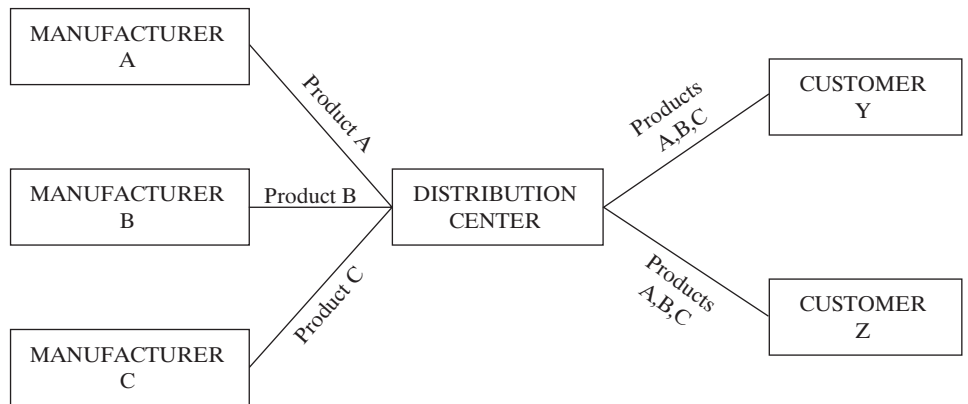 MANUFACTURER
A
MANUFACTURER
B
MANUFACTURER
C
Product A
Product B
Product C
DISTRIBUTION
CENTER
Products
A,B,C
Products
A,B,C
CUSTOMER
Y
CUSTOMER
Z